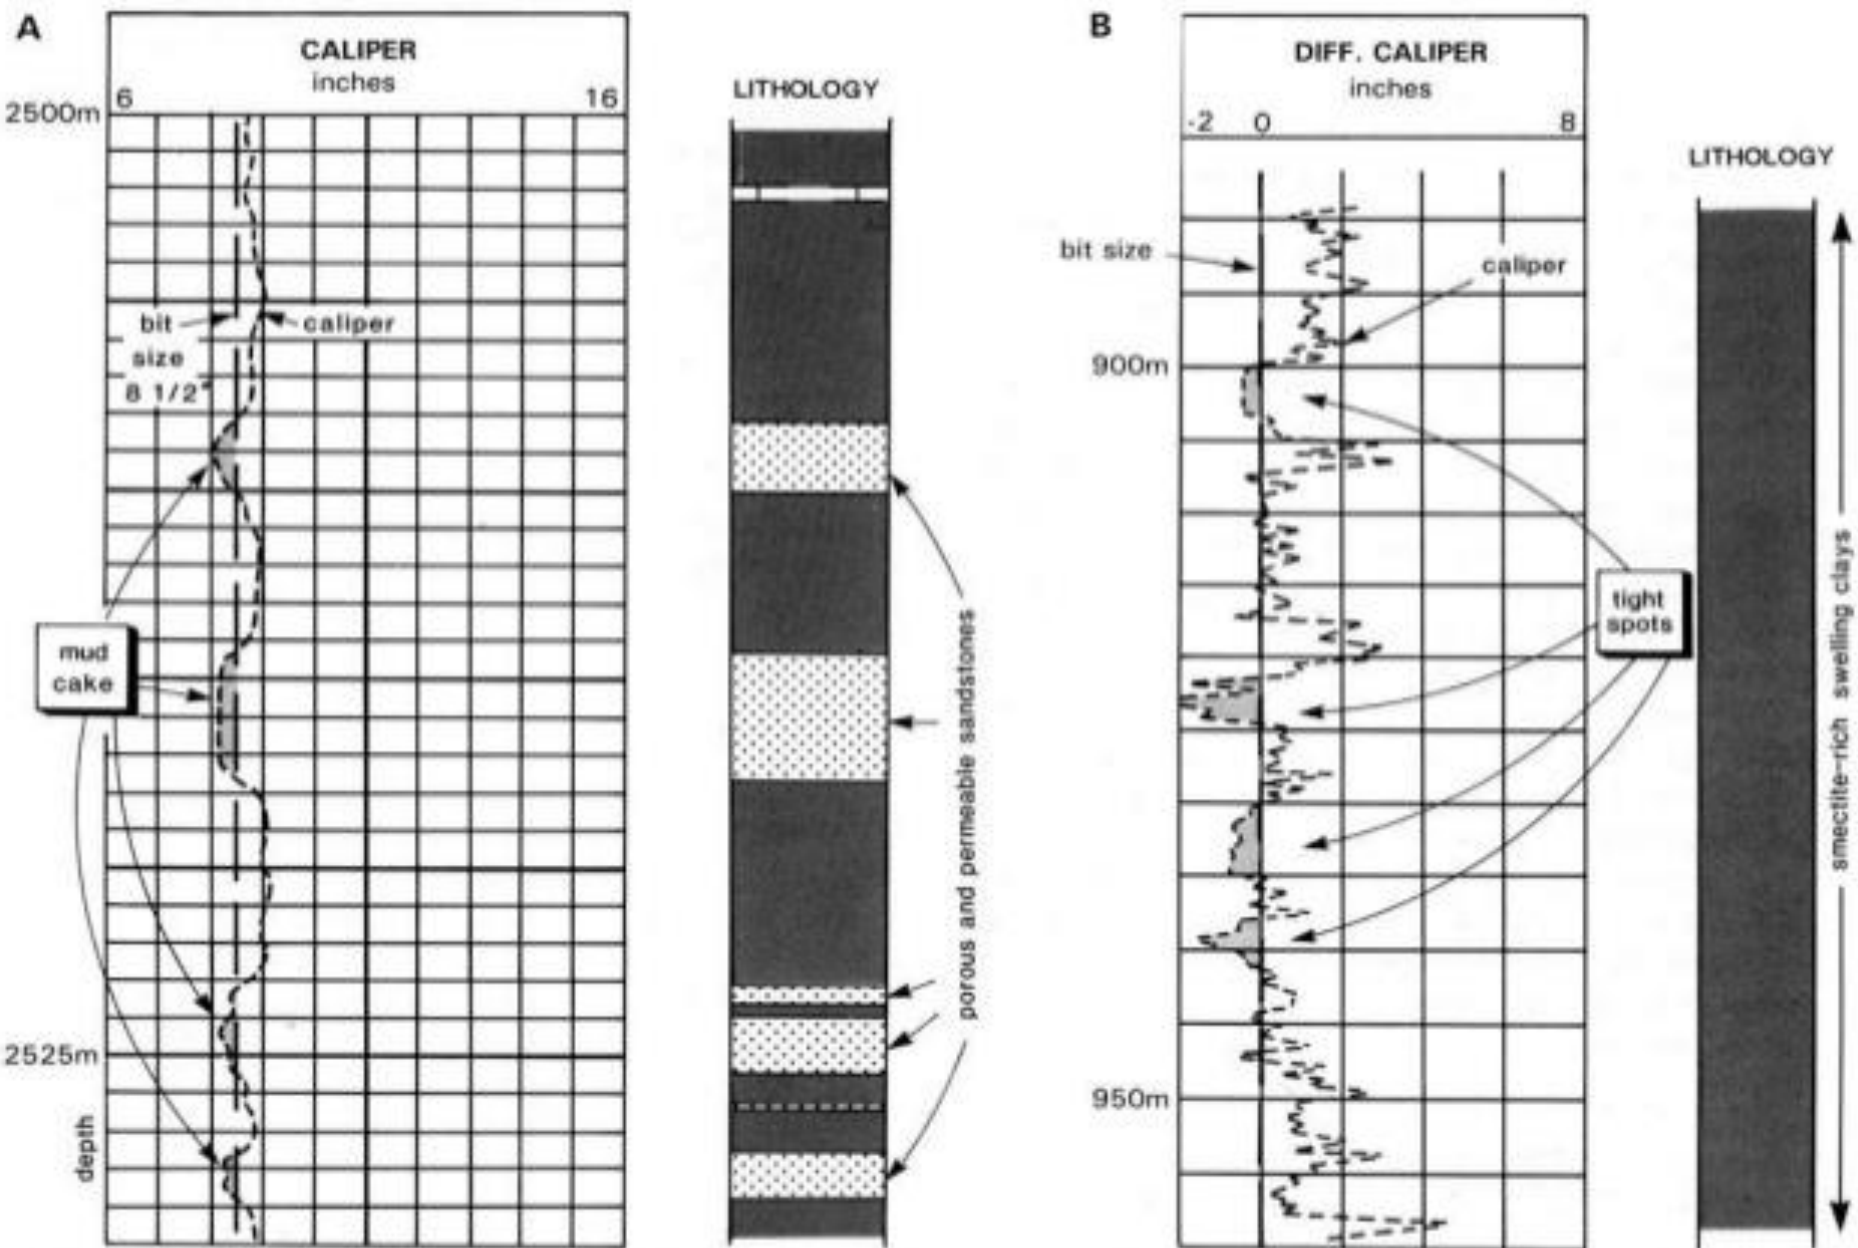 A
CALIPER
inches
6
16
2500m
LITHOLOGY
bit
size
8 1/2"
caliper
mud
cake
porous and permeable sandstones
2525m
depth
B
DIFF. CALIPER
inches
-2
0
8
LITHOLOGY
bit size
caliper
900m
tight
spots
smectite-rich swelling clays
950m